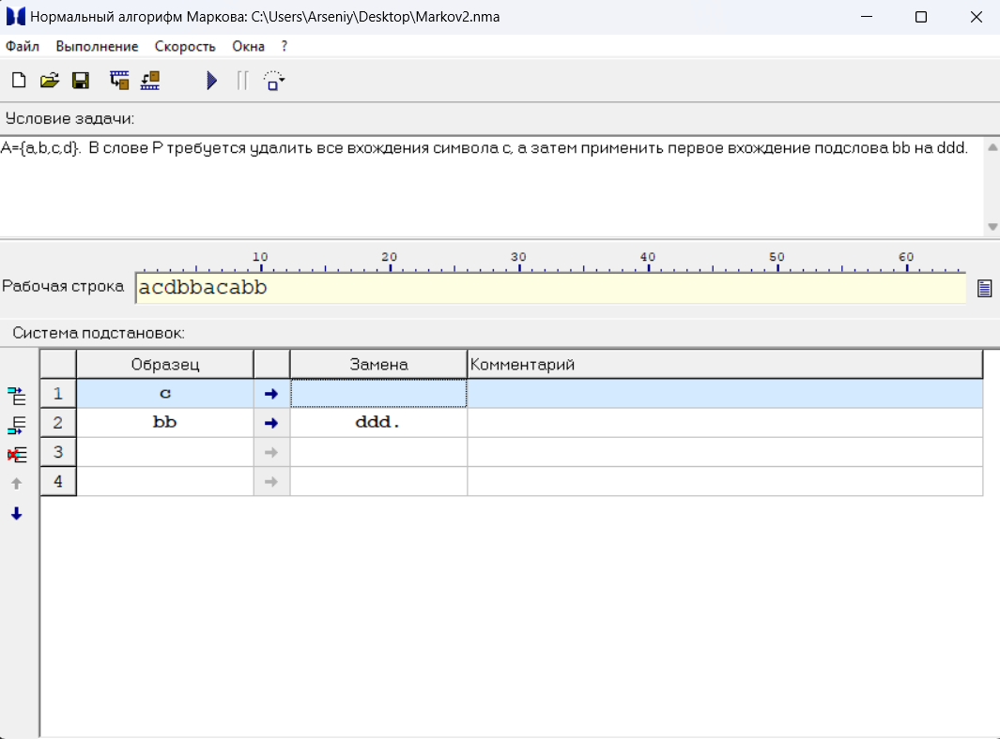 Нормальный алгорифм Маркова: C:\Users\Arseniy\Desktop\Markov2.nma
Файл Выполнение Скорость Окна ?
Условие задачи:
A={a,b,c,d}. В слове P требуется удалить все вхождения символа c, а затем применить первое вхождение подслова bb на ddd.
10 20 30 40 50 60
Рабочая строка acdbbacabb
Система подстановок:
Образец Замена Комментарий
1 c →
2 bb → ddd.
3 →
4 →